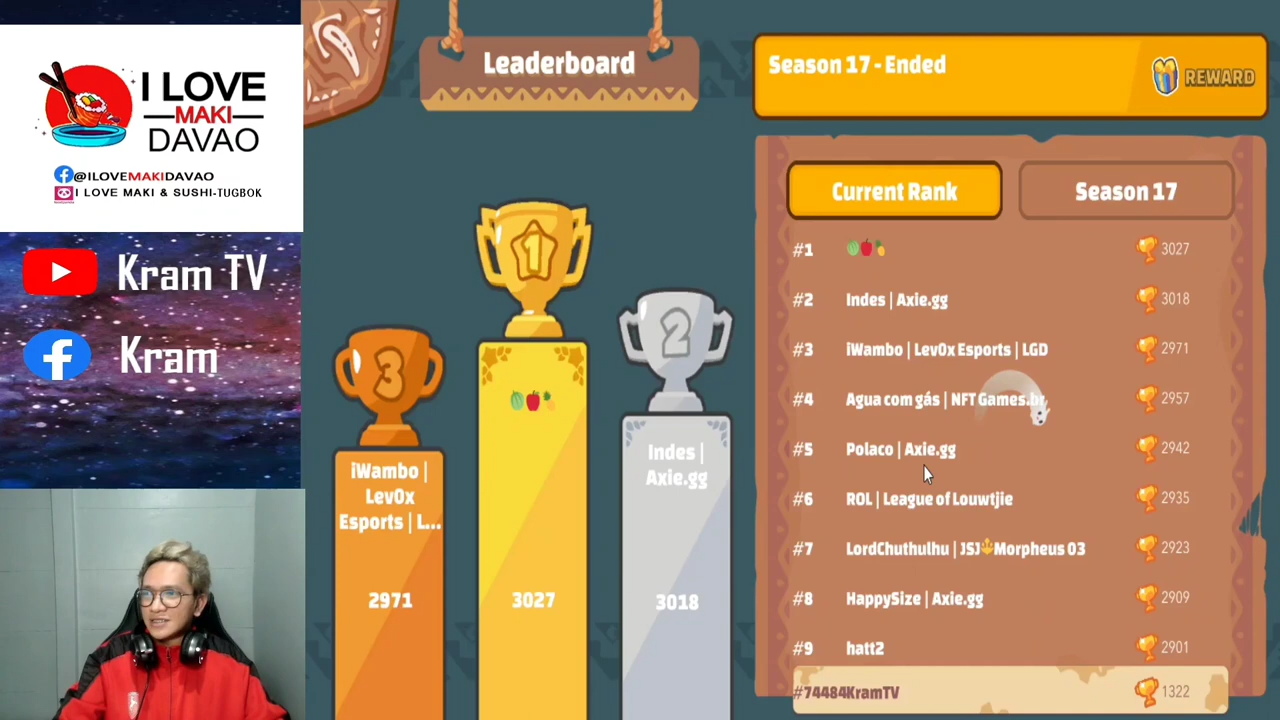 I LOVE
MAKI
DAVAO
@ILOVEMAKIDAVAO
I LOVE MAKI & SUSHI-TUGBOK
Kram TV
Kram
Leaderboard
3
iWambo |
Lev0x
Esports | L...
2971
1
3027
2
Indes |
Axie.gg
3018
Season 17 - Ended
REWARD
Current Rank
Season 17
#1 3027
#2 Indes | Axie.gg 3018
#3 iWambo | Lev0x Esports | LGD 2971
#4 Agua com gás | NFT Games.br 2957
#5 Polaco | Axie.gg 2942
#6 ROL | League of Louwtjie 2935
#7 LordChuthulhu | JSJ Morpheus 03 2923
#8 HappySize | Axie.gg 2909
#9 hatt2 2901
#74484KramTV 1322